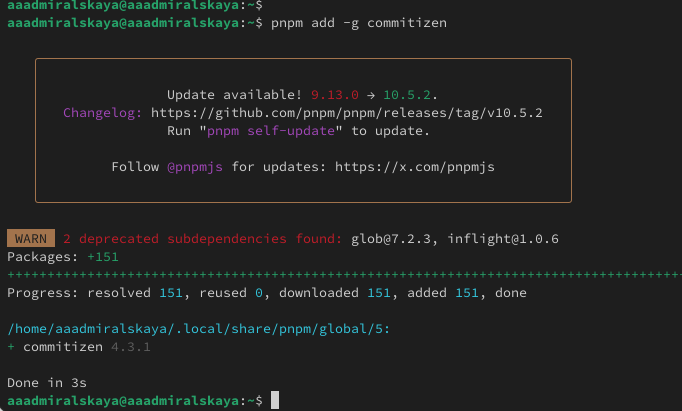 aaadmiralskaya@aaadmiralskaya:~$
aaadmiralskaya@aaadmiralskaya:~$ pnpm add -g commitizen
Update available! 9.13.0 → 10.5.2.
Changelog: https://github.com/pnpm/pnpm/releases/tag/v10.5.2
Run "pnpm self-update" to update.
Follow @pnpmjs for updates: https://x.com/pnpmjs
WARN 2 deprecated subdependencies found: glob@7.2.3, inflight@1.0.6
Packages: +151
++++++++++++++++++++++++++++++++++++++++++++++++++++++++++++++++++++++++++++++++++++
Progress: resolved 151, reused 0, downloaded 151, added 151, done
/home/aaadmiralskaya/.local/share/pnpm/global/5:
+ commitizen 4.3.1
Done in 3s
aaadmiralskaya@aaadmiralskaya:~$